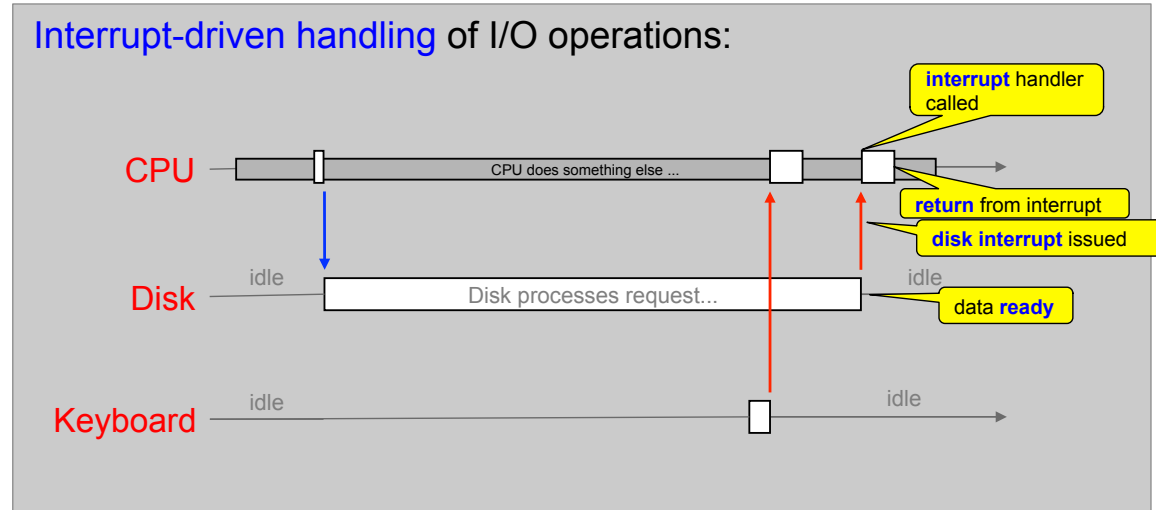 Interrupt-driven handling of I/O operations:
interrupt handler
called
CPU
CPU does something else ...
return from interrupt
disk interrupt issued
idle
idle
Disk
Disk processes request...
data ready
idle
idle
Keyboard